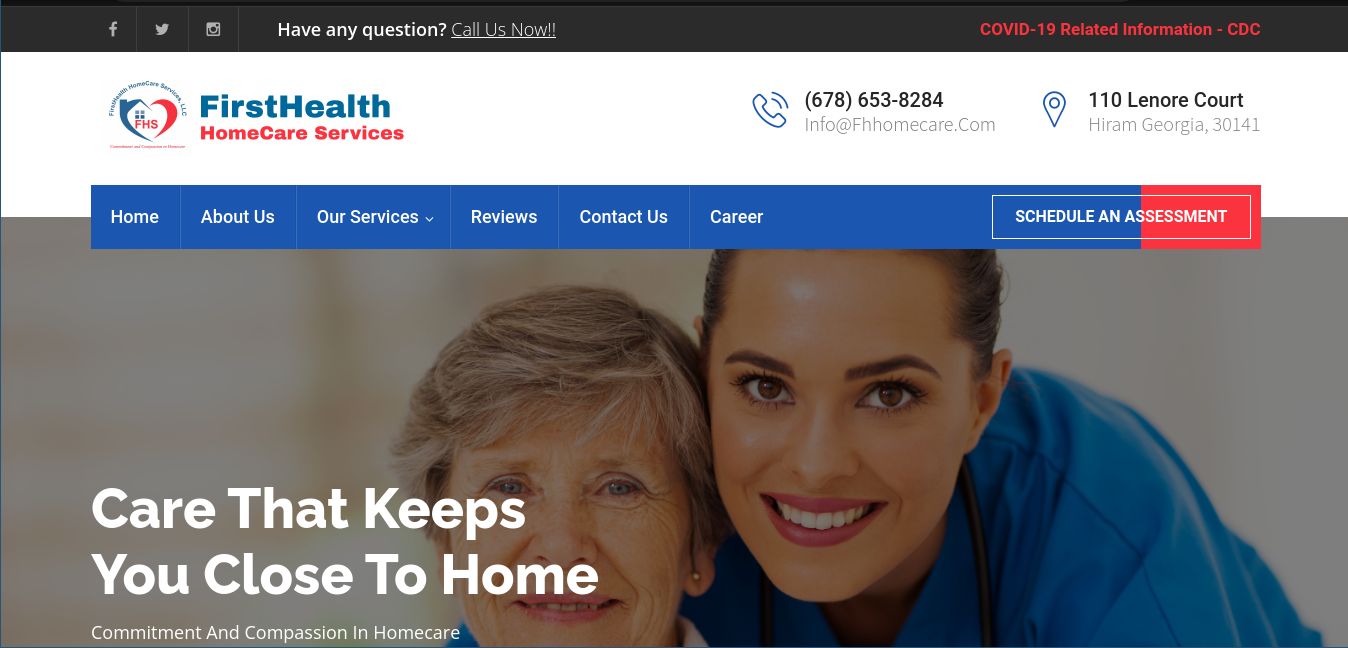 Have any question? Call Us Now!!
COVID-19 Related Information - CDC
FirstHealth HomeCare Services, LLC
FHS
Commitment and Compassion in Homecare
FirstHealth
HomeCare Services
(678) 653-8284
Info@Fhhomecare.Com
110 Lenore Court
Hiram Georgia, 30141
Home
About Us
Our Services
Reviews
Contact Us
Career
SCHEDULE AN ASSESSMENT
Care That Keeps
You Close To Home
Commitment And Compassion In Homecare